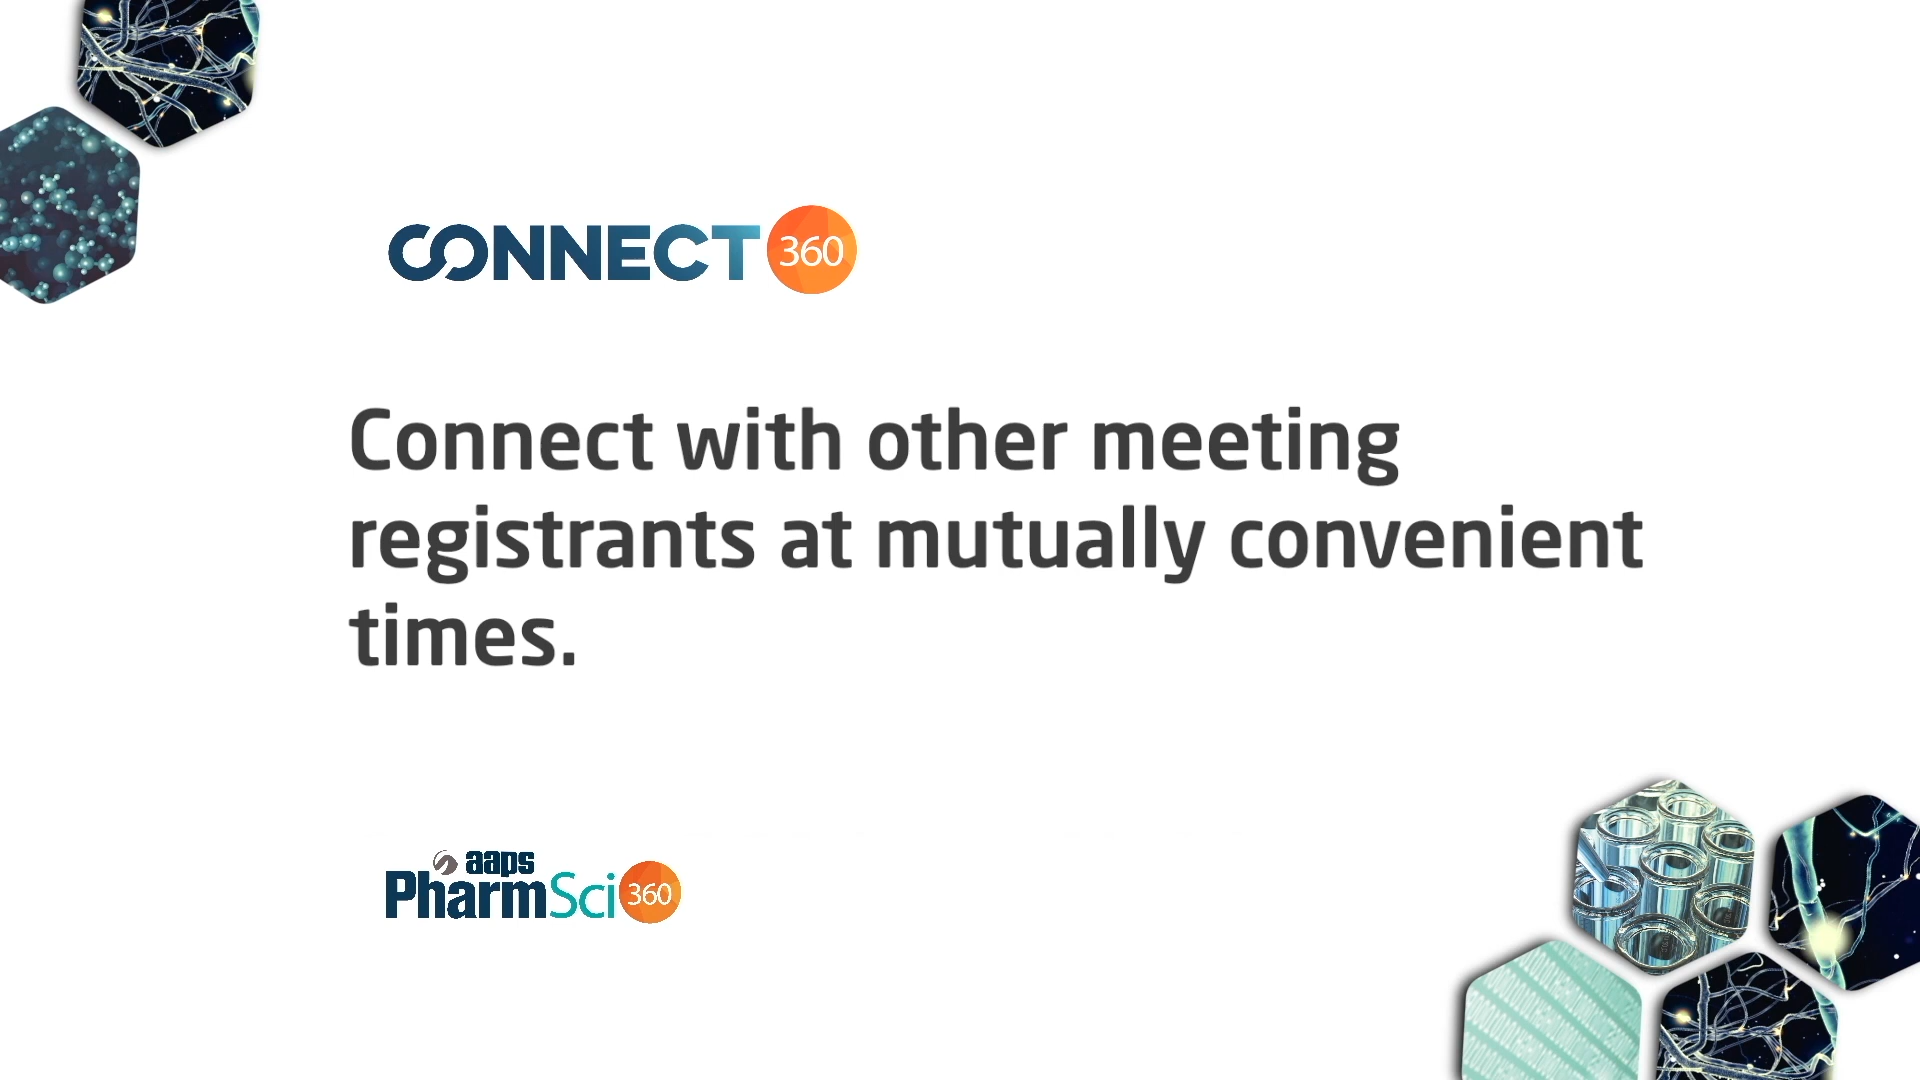 CONNECT 360
Connect with other meeting
registrants at mutually convenient
times.
aaps
PharmSci 360